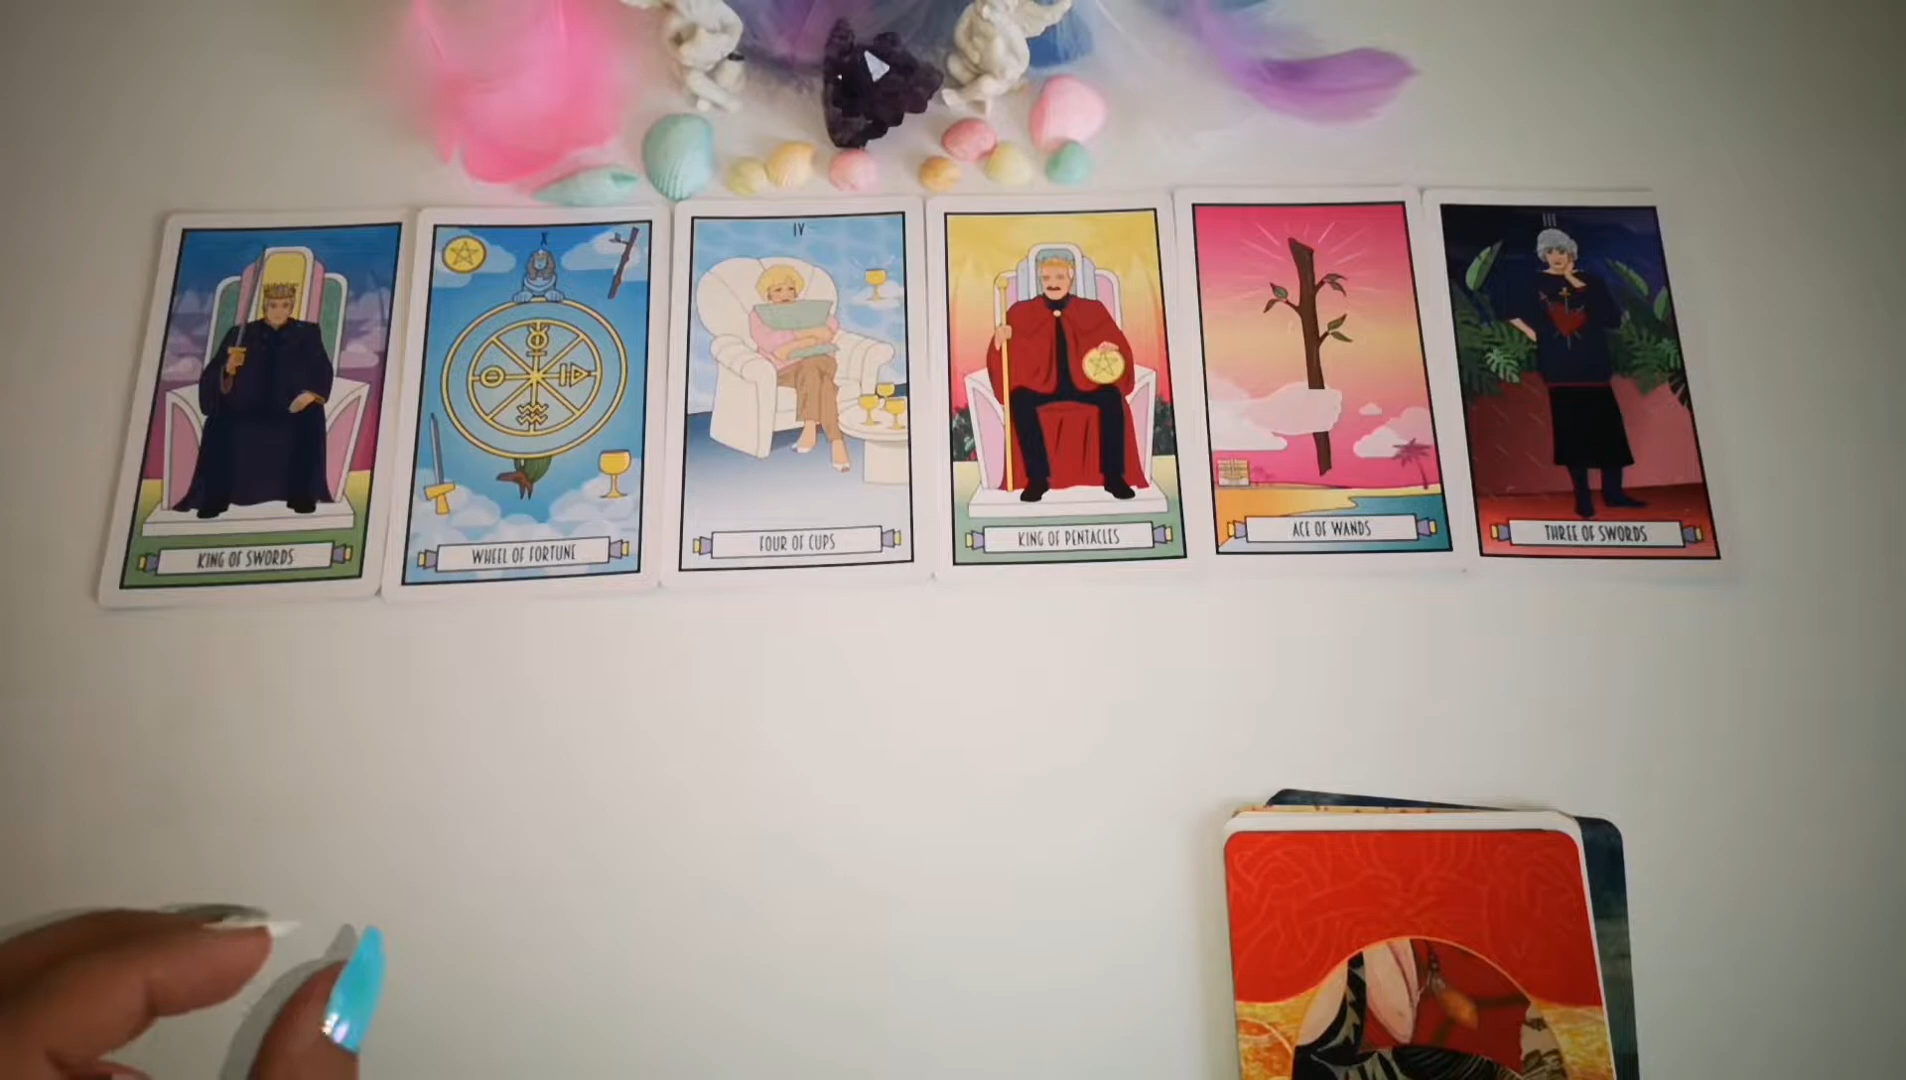 X
IV
III
KING OF SWORDS
WHEEL OF FORTUNE
FOUR OF CUPS
KING OF PENTACLES
ACE OF WANDS
THREE OF SWORDS